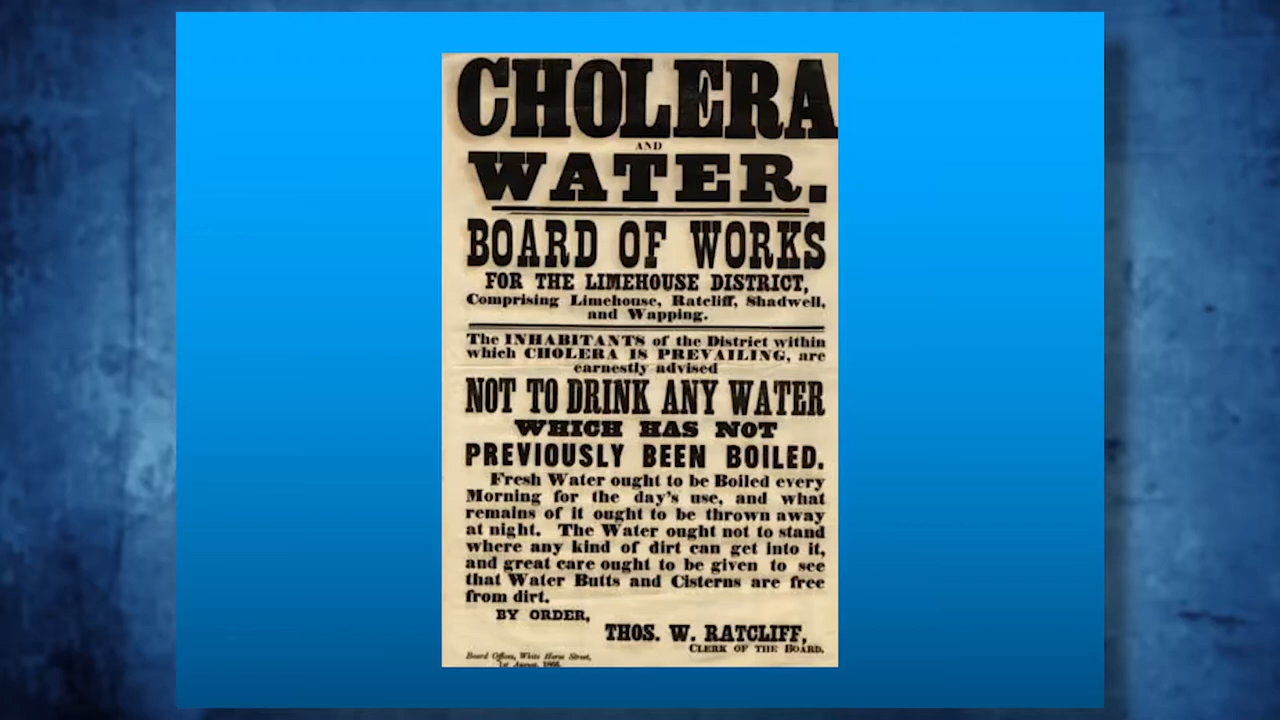 CHOLERA
AND
WATER.
BOARD OF WORKS
FOR THE LIMEHOUSE DISTRICT,
Comprising Limehouse, Ratcliff, Shadwell,
and Wapping.
The INHABITANTS of the District within
which CHOLERA IS PREVAILING, are
earnestly advised
NOT TO DRINK ANY WATER
WHICH HAS NOT
PREVIOUSLY BEEN BOILED.
Fresh Water ought to be Boiled every
Morning for the day's use, and what
remains of it ought to be thrown away
at night. The Water ought not to stand
where any kind of dirt can get into it,
and great care ought to be given to see
that Water Butts and Cisterns are free
from dirt.
BY ORDER,
THOS. W. RATCLIFF,
CLERK OF THE BOARD.
Board Offices, White Horse Street,
1st August, 1866.